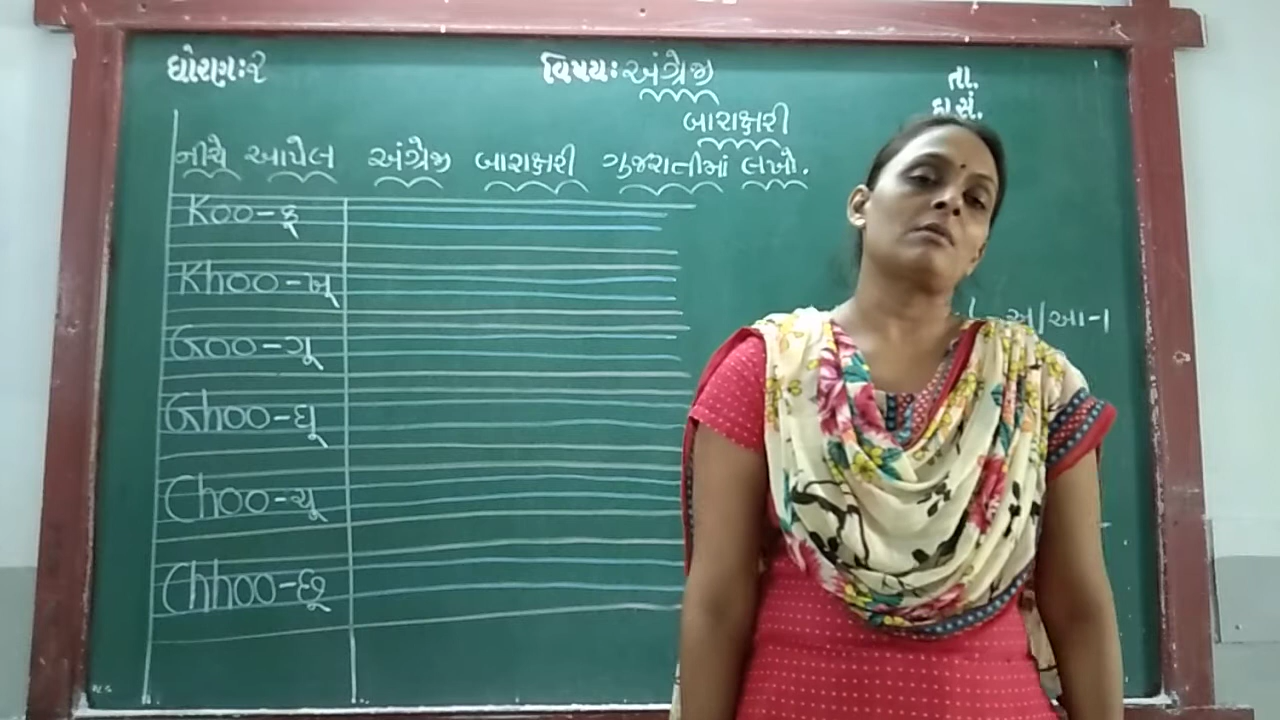 ધોરણ:૨ વિષય: અંગ્રેજી તા.
હા સં.
બારાક્ષરી
નીચે આપેલ અંગ્રેજી બારાક્ષરી ગુજરાતીમાં લખો.
Koo-કૂ
Khoo-ખૂ
અ/આ-ા
Goo-ગૂ
Ghoo-ઘૂ
Choo-ચૂ
Chhoo-છૂ